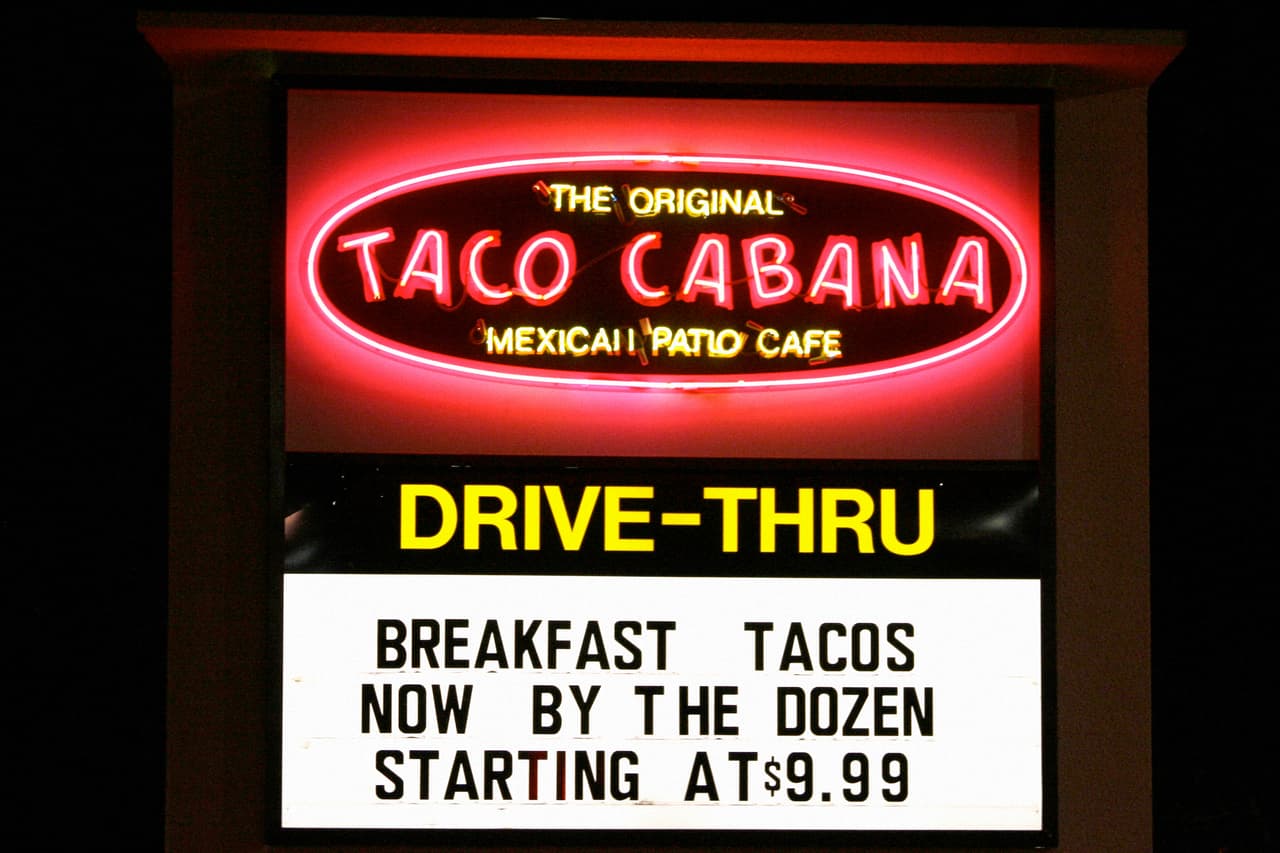 THE ORIGINAL
TACO CABANA
MEXICAN PATIO CAFE
DRIVE-THRU
BREAKFAST TACOS
NOW BY THE DOZEN
STARTING AT $9.99